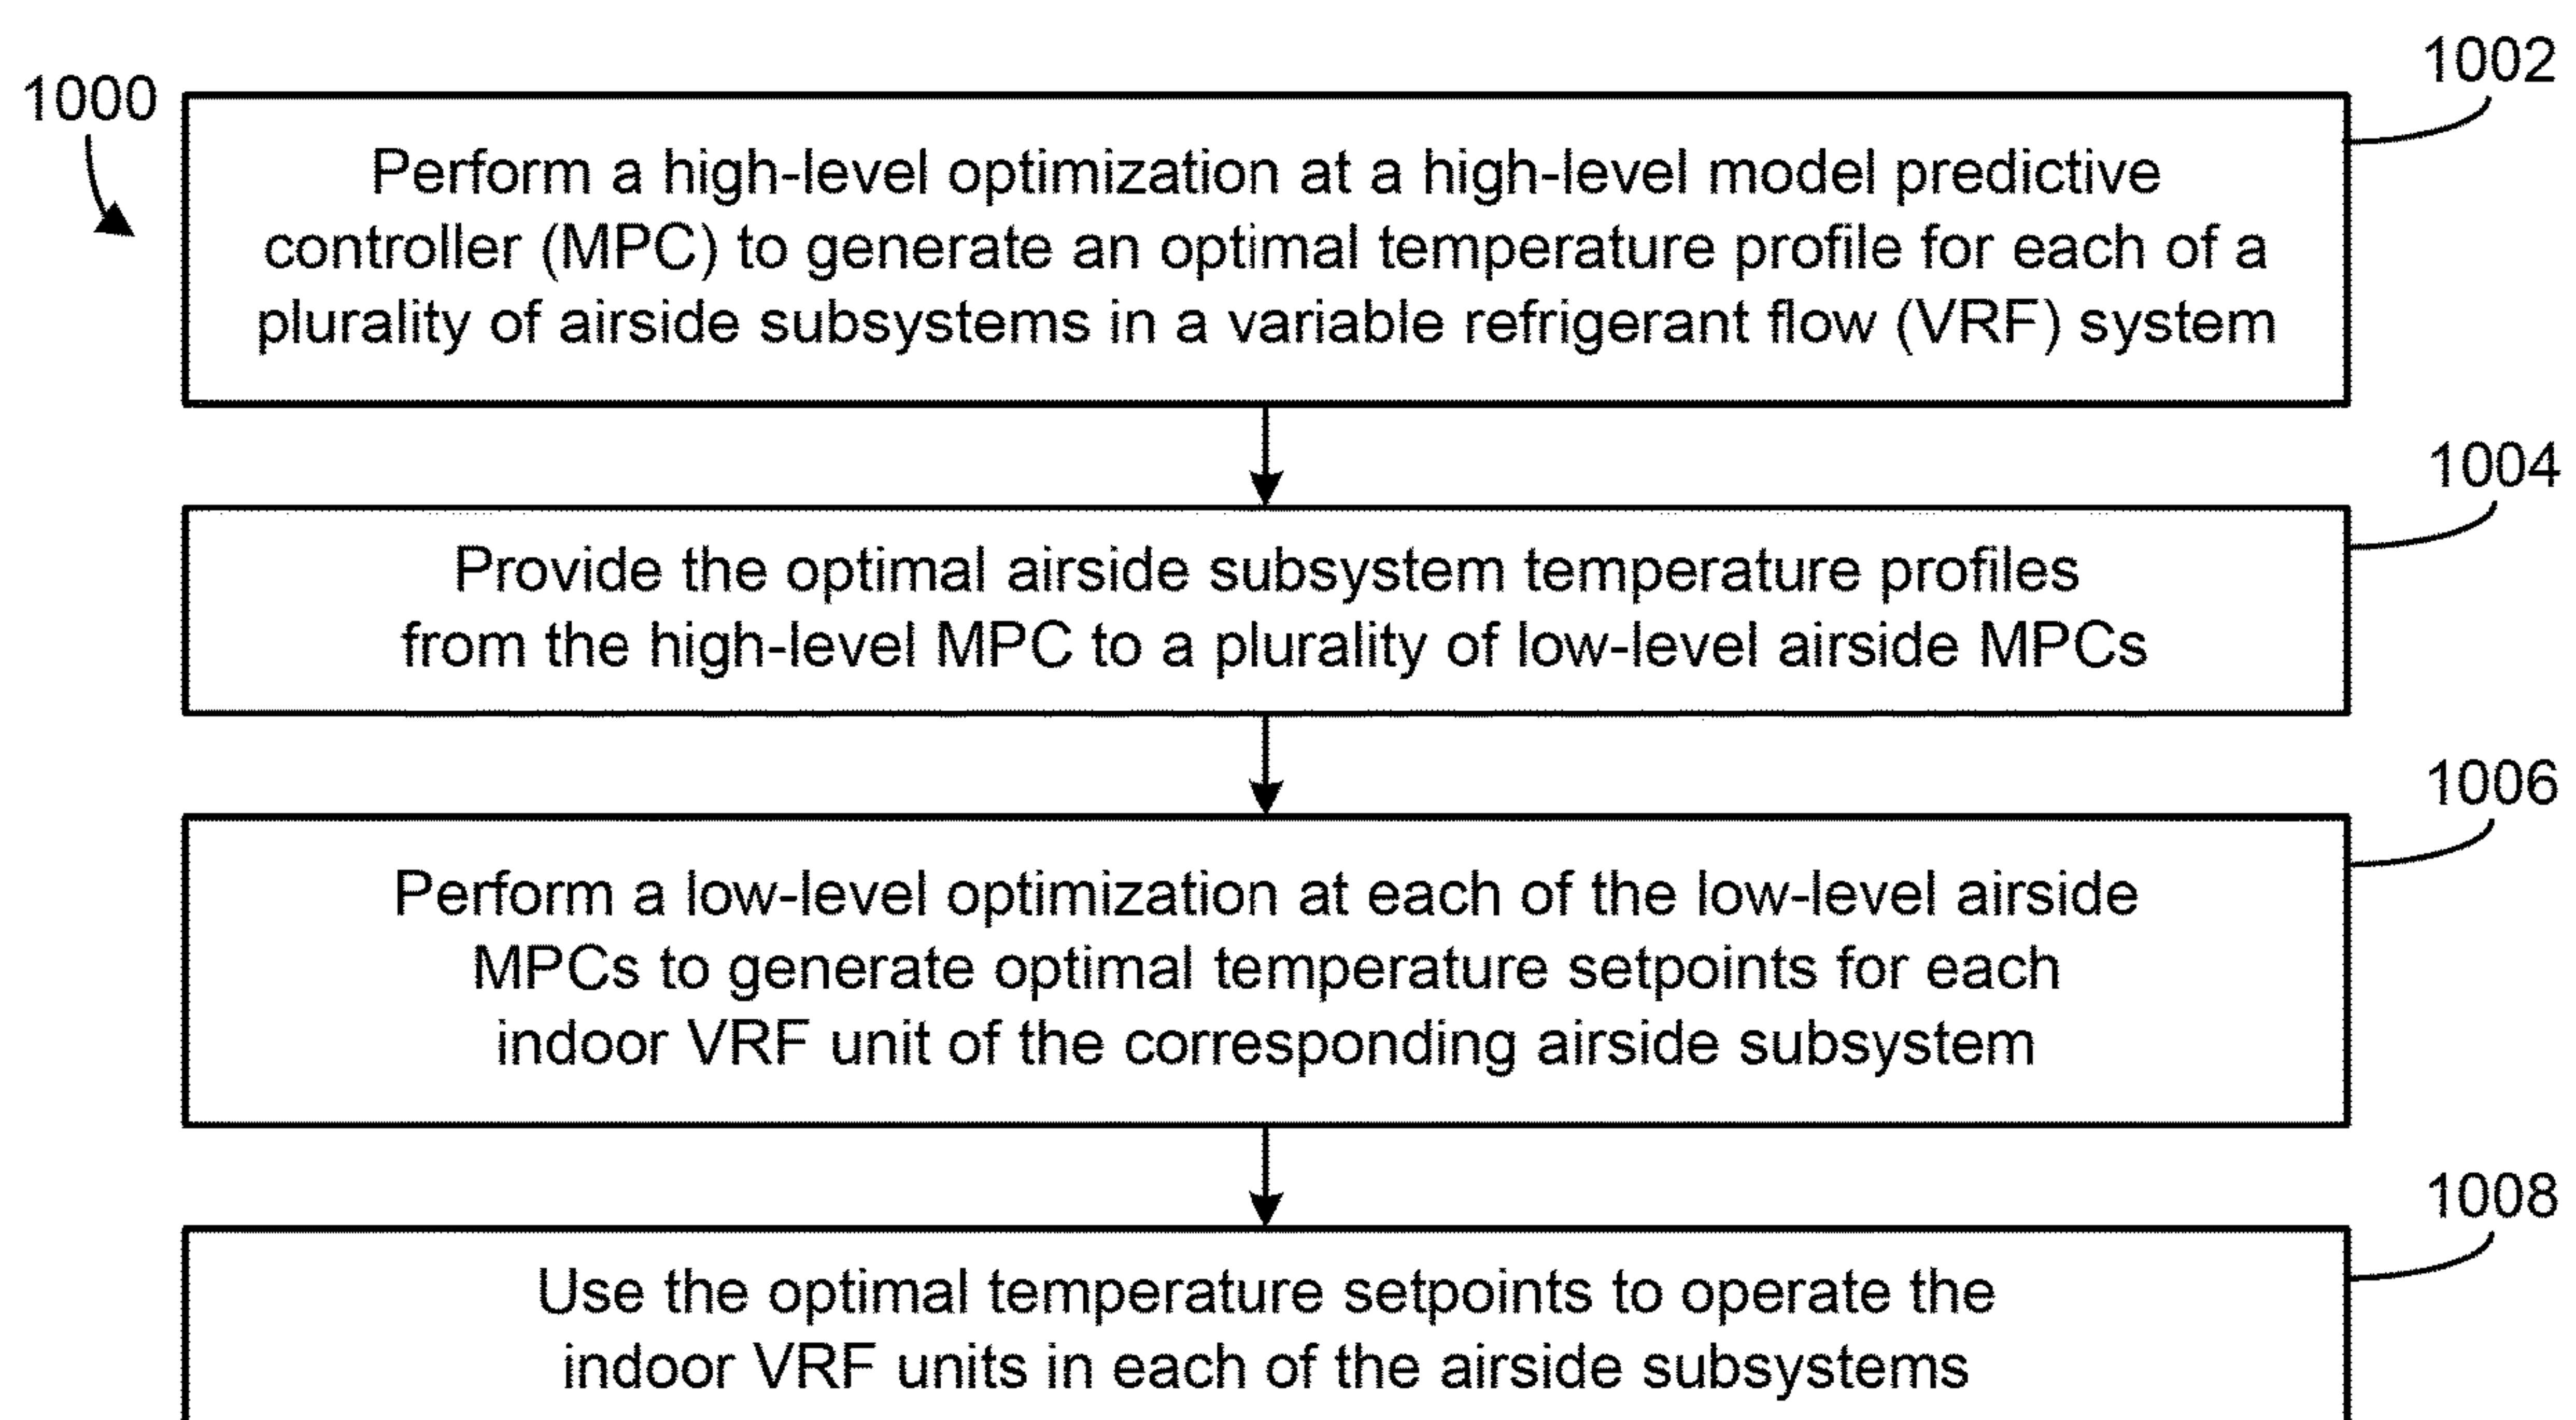 1000
1002
Perform a high-level optimization at a high-level model predictive
controller (MPC) to generate an optimal temperature profile for each of a
plurality of airside subsystems in a variable refrigerant flow (VRF) system
1004
Provide the optimal airside subsystem temperature profiles
from the high-level MPC to a plurality of low-level airside MPCs
1006
Perform a low-level optimization at each of the low-level airside
MPCs to generate optimal temperature setpoints for each
indoor VRF unit of the corresponding airside subsystem
1008
Use the optimal temperature setpoints to operate the
indoor VRF units in each of the airside subsystems